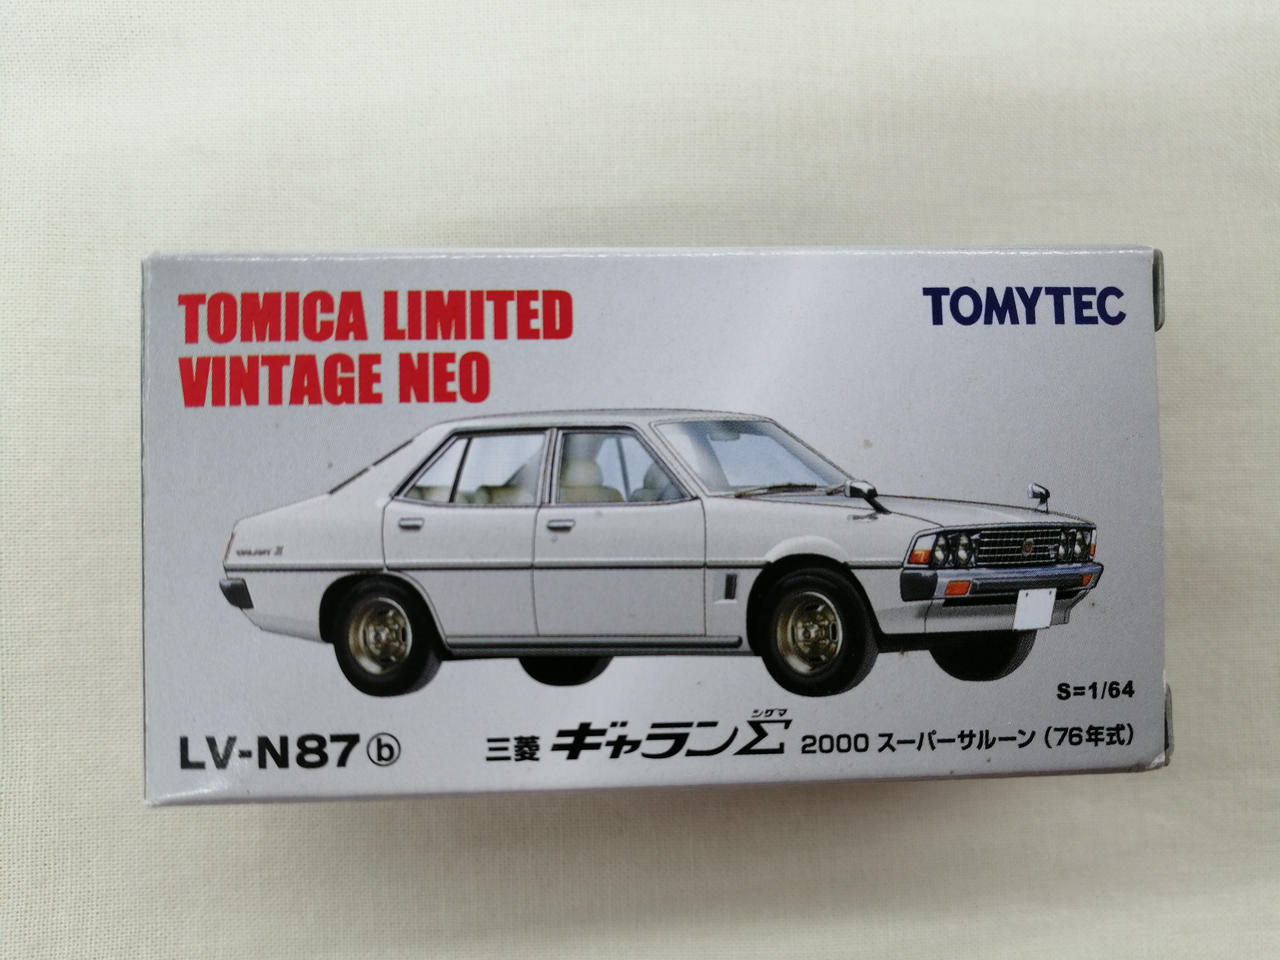 TOMICA LIMITED
VINTAGE NEO
TOMYTEC
S=1/64
LV-N87 ⓑ
三菱 ギャランΣ シグマ 2000 スーパーサルーン (76年式)